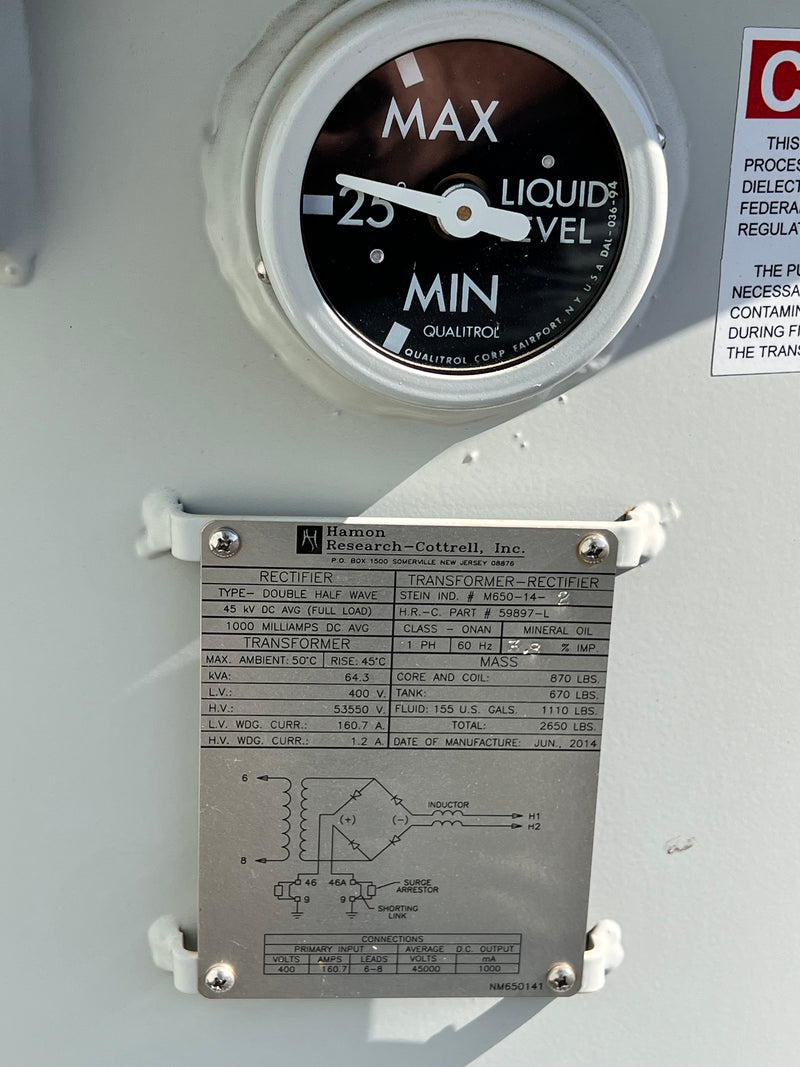 MAX
25°
LIQUID
LEVEL
MIN
QUALITROL
QUALITROL CORP FAIRPORT, N Y U.S.A DAL-036-94
C
THIS
PROCES
DIELECT
FEDERA
REGULAT
THE PU
NECESSA
CONTAMIN
DURING FI
THE TRANS
Hamon
Research-Cottrell, Inc.
P.O. BOX 1500 SOMERVILLE NEW JERSEY 08876
RECTIFIER
TYPE- DOUBLE HALF WAVE
45 kV DC AVG (FULL LOAD)
1000 MILLIAMPS DC AVG
TRANSFORMER
MAX. AMBIENT: 50°C RISE: 45°C
kVA: 64.3
L.V.: 400 V.
H.V.: 53550 V.
L.V. WDG. CURR.: 160.7 A.
H.V. WDG. CURR.: 1.2 A.
TRANSFORMER-RECTIFIER
STEIN IND. # M650-14-2
H.R.-C. PART # 59897-L
CLASS - ONAN MINERAL OIL
1 PH 60 Hz % IMP.
MASS
CORE AND COIL: 870 LBS.
TANK: 670 LBS.
FLUID: 155 U.S. GALS. 1110 LBS.
TOTAL: 2650 LBS.
DATE OF MANUFACTURE: JUN., 2014
6
8
(+) (-)
INDUCTOR
H1
H2
46 46A
9 9
SURGE
ARRESTOR
SHORTING
LINK
CONNECTIONS
PRIMARY INPUT AVERAGE D.C. OUTPUT
VOLTS AMPS LEADS VOLTS mA
400 160.7 6-8 45000 1000
NM650141